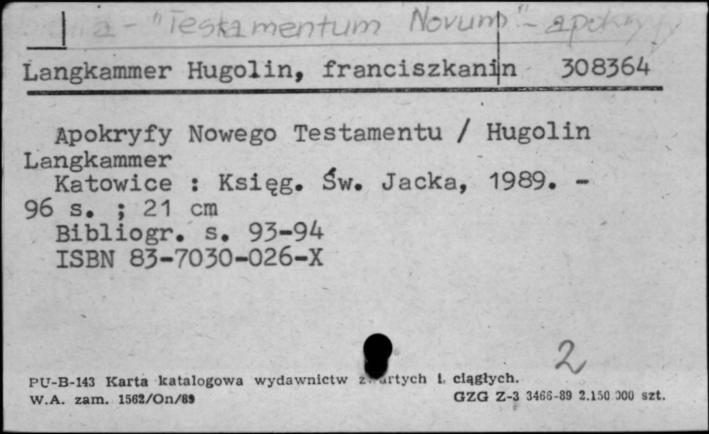 - "Testamentum Novum" - apokryfy
Langkammer Hugolin, franciszkanin 308364
Apokryfy Nowego Testamentu / Hugolin
Langkammer
Katowice : Księg. Św. Jacka, 1989. -
96 s. ; 21 cm
Bibliogr. s. 93-94
ISBN 83-7030-026-X
2
PU-B-143 Karta katalogowa wydawnictw zwartych i ciągłych.
W.A. zam. 1562/On/89 GZG Z-3 3466-89 2.150 000 szt.